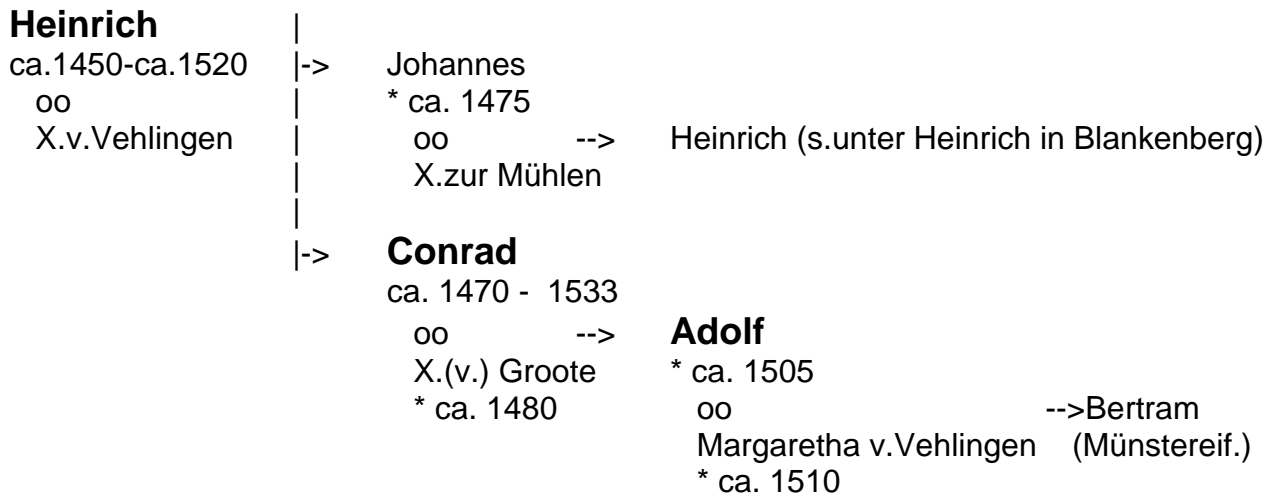 Heinrich |
ca.1450-ca.1520 |-> Johannes
oo | * ca. 1475
X.v.Vehlingen | oo --> Heinrich (s.unter Heinrich in Blankenberg)
| X.zur Mühlen
|
|-> Conrad
ca. 1470 - 1533
oo --> Adolf
X.(v.) Groote * ca. 1505
* ca. 1480 oo -->Bertram
Margaretha v.Vehlingen (Münstereif.)
* ca. 1510